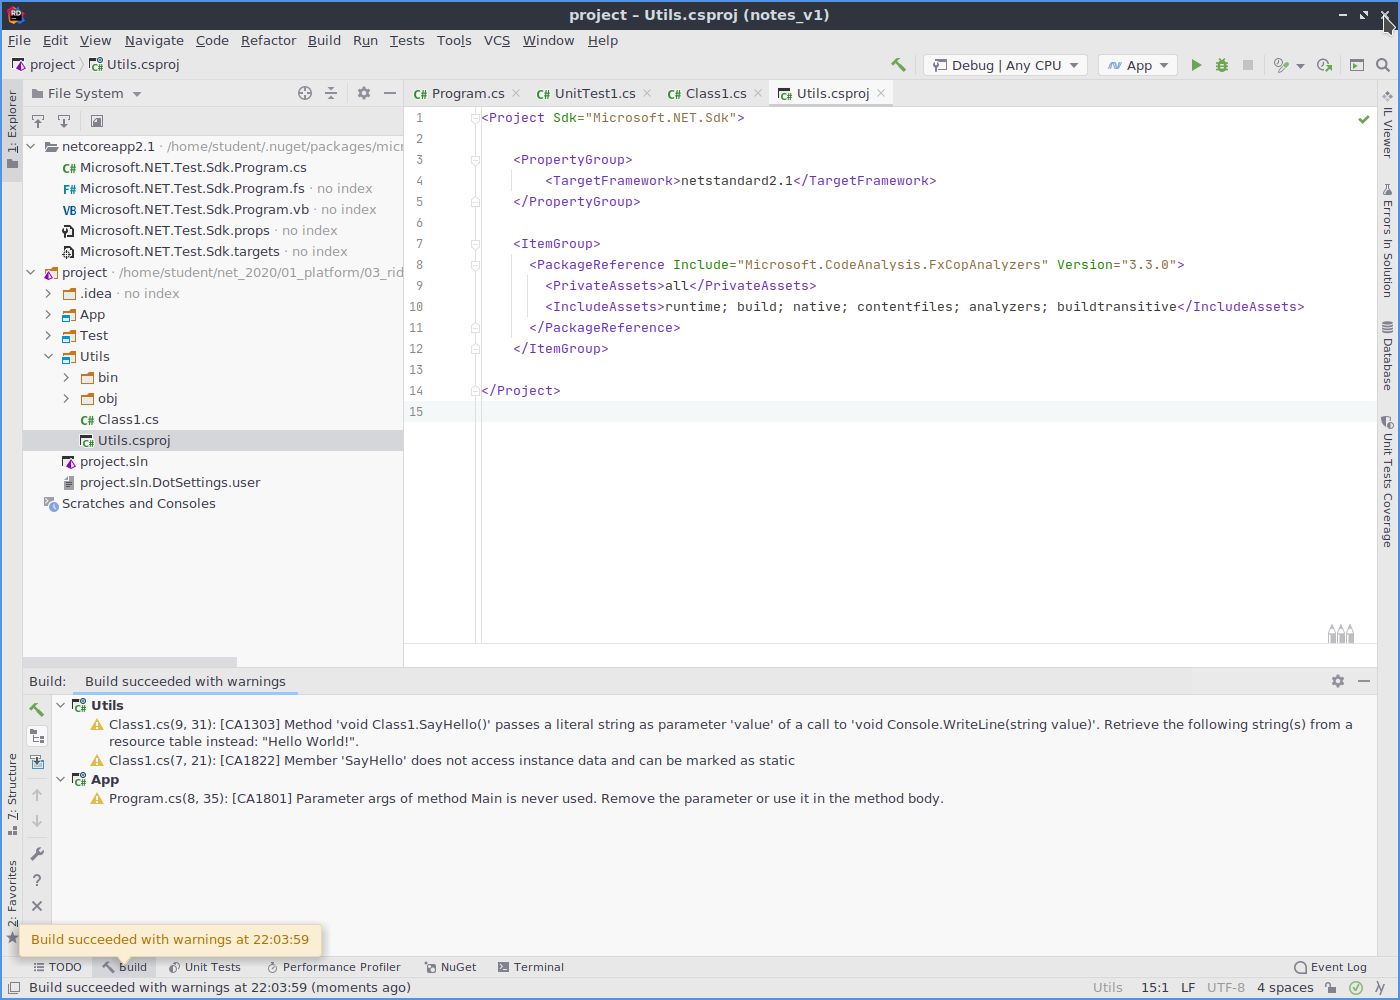 project – Utils.csproj (notes_v1)
File Edit View Navigate Code Refactor Build Run Tests Tools VCS Window Help
project Utils.csproj
Debug | Any CPU
App
1: Explorer
File System
Program.cs
UnitTest1.cs
Class1.cs
Utils.csproj
netcoreapp2.1 · /home/student/.nuget/packages/micr
Microsoft.NET.Test.Sdk.Program.cs
Microsoft.NET.Test.Sdk.Program.fs · no index
Microsoft.NET.Test.Sdk.Program.vb · no index
Microsoft.NET.Test.Sdk.props · no index
Microsoft.NET.Test.Sdk.targets · no index
project · /home/student/net_2020/01_platform/03_rid
.idea · no index
App
Test
Utils
bin
obj
Class1.cs
Utils.csproj
project.sln
project.sln.DotSettings.user
Scratches and Consoles
1 <Project Sdk="Microsoft.NET.Sdk">
2
3 <PropertyGroup>
4 <TargetFramework>netstandard2.1</TargetFramework>
5 </PropertyGroup>
6
7 <ItemGroup>
8 <PackageReference Include="Microsoft.CodeAnalysis.FxCopAnalyzers" Version="3.3.0">
9 <PrivateAssets>all</PrivateAssets>
10 <IncludeAssets>runtime; build; native; contentfiles; analyzers; buildtransitive</IncludeAssets>
11 </PackageReference>
12 </ItemGroup>
13
14 </Project>
15
IL Viewer
Errors In Solution
Database
Unit Tests Coverage
Build: Build succeeded with warnings
Utils
Class1.cs(9, 31): [CA1303] Method 'void Class1.SayHello()' passes a literal string as parameter 'value' of a call to 'void Console.WriteLine(string value)'. Retrieve the following string(s) from a
resource table instead: "Hello World!".
Class1.cs(7, 21): [CA1822] Member 'SayHello' does not access instance data and can be marked as static
App
Program.cs(8, 35): [CA1801] Parameter args of method Main is never used. Remove the parameter or use it in the method body.
7: Structure
2: Favorites
Build succeeded with warnings at 22:03:59
TODO Build Unit Tests Performance Profiler NuGet Terminal Event Log
Build succeeded with warnings at 22:03:59 (moments ago) Utils 15:1 LF UTF-8 4 spaces